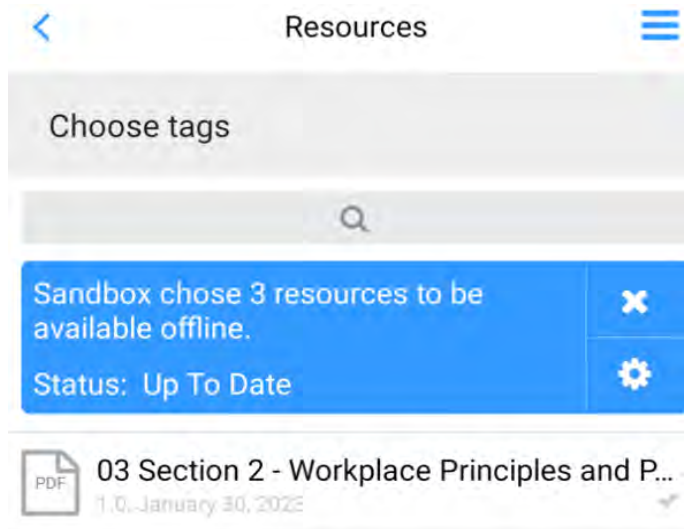 Resources
Choose tags
Sandbox chose 3 resources to be
available offline.
Status: Up To Date
PDF
03 Section 2 - Workplace Principles and P...
1.0, January 30, 2023